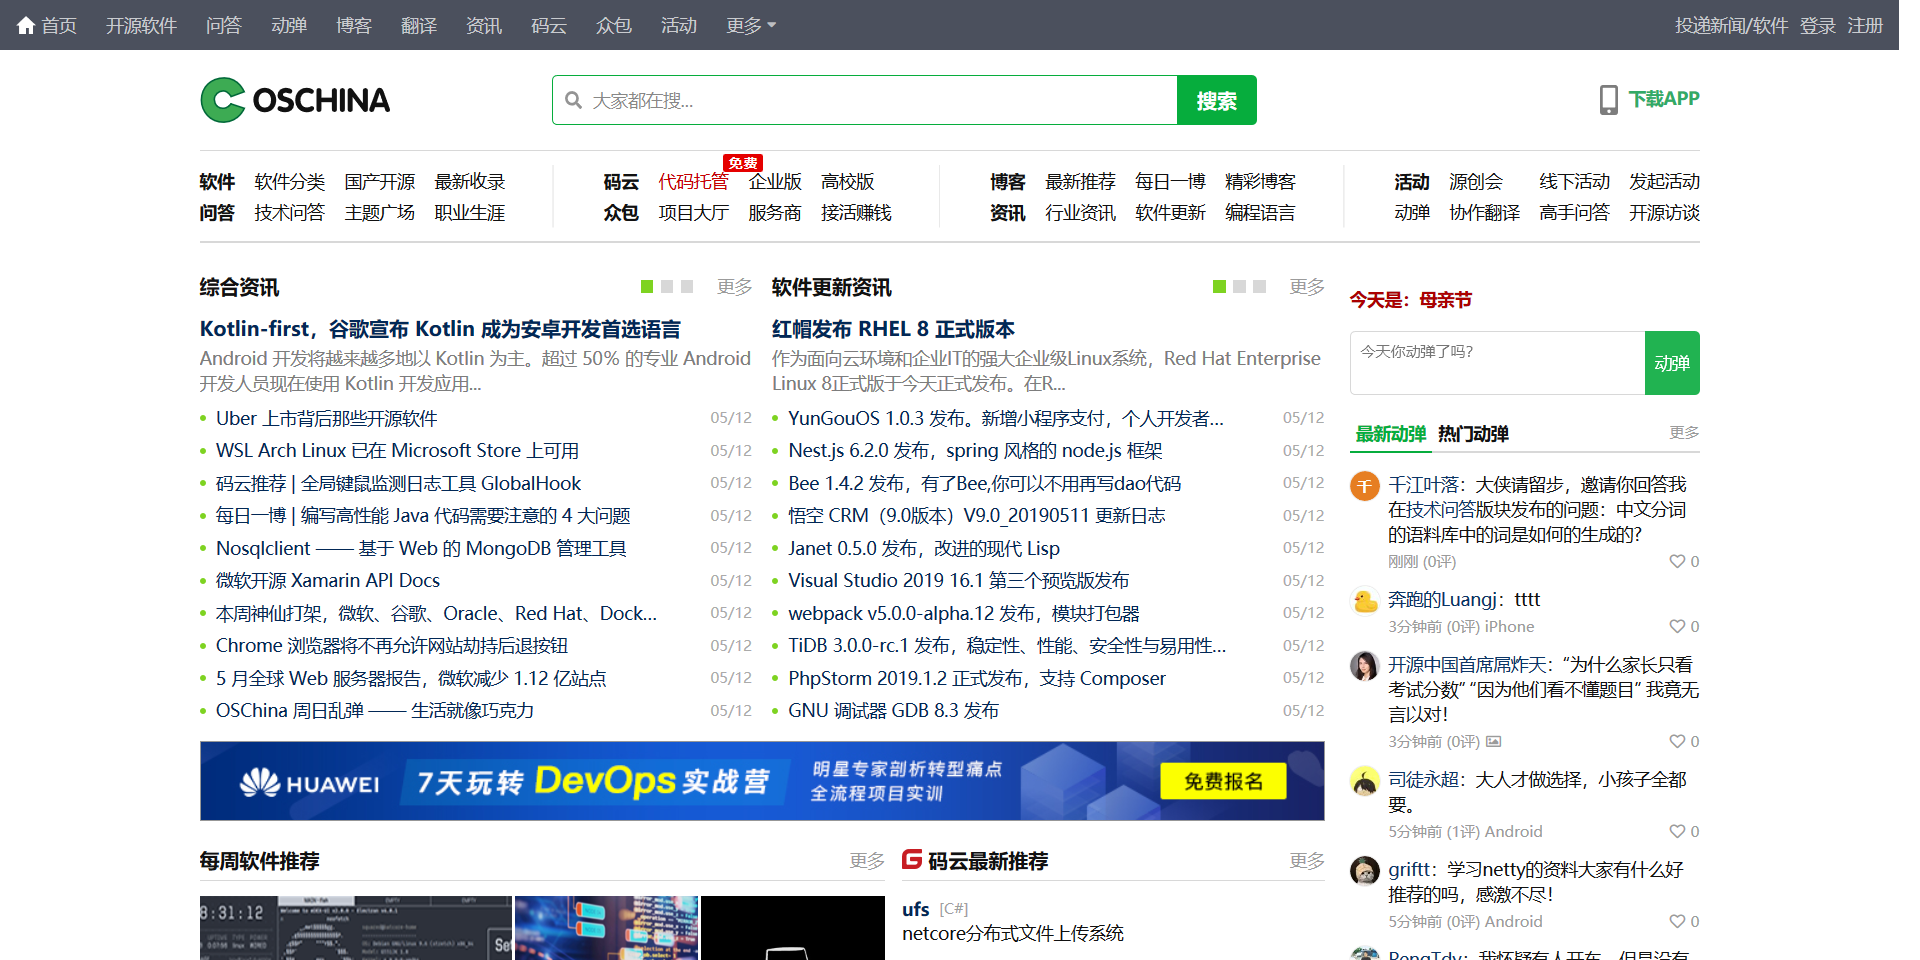 首页 开源软件 问答 动弹 博客 翻译 资讯 码云 众包 活动 更多 投递新闻/软件 登录 注册
OSCHINA 大家都在搜... 搜索 下载APP
免费
软件 软件分类 国产开源 最新收录 码云 代码托管 企业版 高校版 博客 最新推荐 每日一博 精彩博客 活动 源创会 线下活动 发起活动
问答 技术问答 主题广场 职业生涯 众包 项目大厅 服务商 接活赚钱 资讯 行业资讯 软件更新 编程语言 动弹 协作翻译 高手问答 开源访谈
综合资讯 更多
Kotlin-first，谷歌宣布 Kotlin 成为安卓开发首选语言
Android 开发将越来越多地以 Kotlin 为主。超过 50% 的专业 Android
开发人员现在使用 Kotlin 开发应用...
Uber 上市背后那些开源软件 05/12
WSL Arch Linux 已在 Microsoft Store 上可用 05/12
码云推荐 | 全局键鼠监测日志工具 GlobalHook 05/12
每日一博 | 编写高性能 Java 代码需要注意的 4 大问题 05/12
Nosqlclient —— 基于 Web 的 MongoDB 管理工具 05/12
微软开源 Xamarin API Docs 05/12
本周神仙打架，微软、谷歌、Oracle、Red Hat、Dock... 05/12
Chrome 浏览器将不再允许网站劫持后退按钮 05/12
5 月全球 Web 服务器报告，微软减少 1.12 亿站点 05/12
OSChina 周日乱弹 —— 生活就像巧克力 05/12
软件更新资讯 更多
红帽发布 RHEL 8 正式版本
作为面向云环境和企业IT的强大企业级Linux系统，Red Hat Enterprise
Linux 8正式版于今天正式发布。在R...
YunGouOS 1.0.3 发布。新增小程序支付，个人开发者... 05/12
Nest.js 6.2.0 发布，spring 风格的 node.js 框架 05/12
Bee 1.4.2 发布，有了Bee,你可以不用再写dao代码 05/12
悟空 CRM（9.0版本）V9.0_20190511 更新日志 05/12
Janet 0.5.0 发布，改进的现代 Lisp 05/12
Visual Studio 2019 16.1 第三个预览版发布 05/12
webpack v5.0.0-alpha.12 发布，模块打包器 05/12
TiDB 3.0.0-rc.1 发布，稳定性、性能、安全性与易用性... 05/12
PhpStorm 2019.1.2 正式发布，支持 Composer 05/12
GNU 调试器 GDB 8.3 发布 05/12
HUAWEI 7天玩转 DevOps 实战营
明星专家剖析转型痛点
全流程项目实训
免费报名
每周软件推荐 更多
8:31:12
码云最新推荐 更多
ufs [C#]
netcore分布式文件上传系统
今天是：母亲节
今天你动弹了吗？ 动弹
最新动弹 热门动弹 更多
千
千江叶落：大侠请留步，邀请你回答我
在技术问答版块发布的问题：中文分词
的语料库中的词是如何的生成的？
刚刚 (0评) 0
奔跑的Luangj：tttt
3分钟前 (0评) iPhone 0
开源中国首席屌炸天：“为什么家长只看
考试分数” “因为他们看不懂题目” 我竟无
言以对！
3分钟前 (0评) 0
司徒永超：大人才做选择，小孩子全都
要。
5分钟前 (1评) Android 0
griftt：学习netty的资料大家有什么好
推荐的吗，感激不尽！
5分钟前 (0评) Android 0
PengTdy：我怀疑有人开车，但是没有